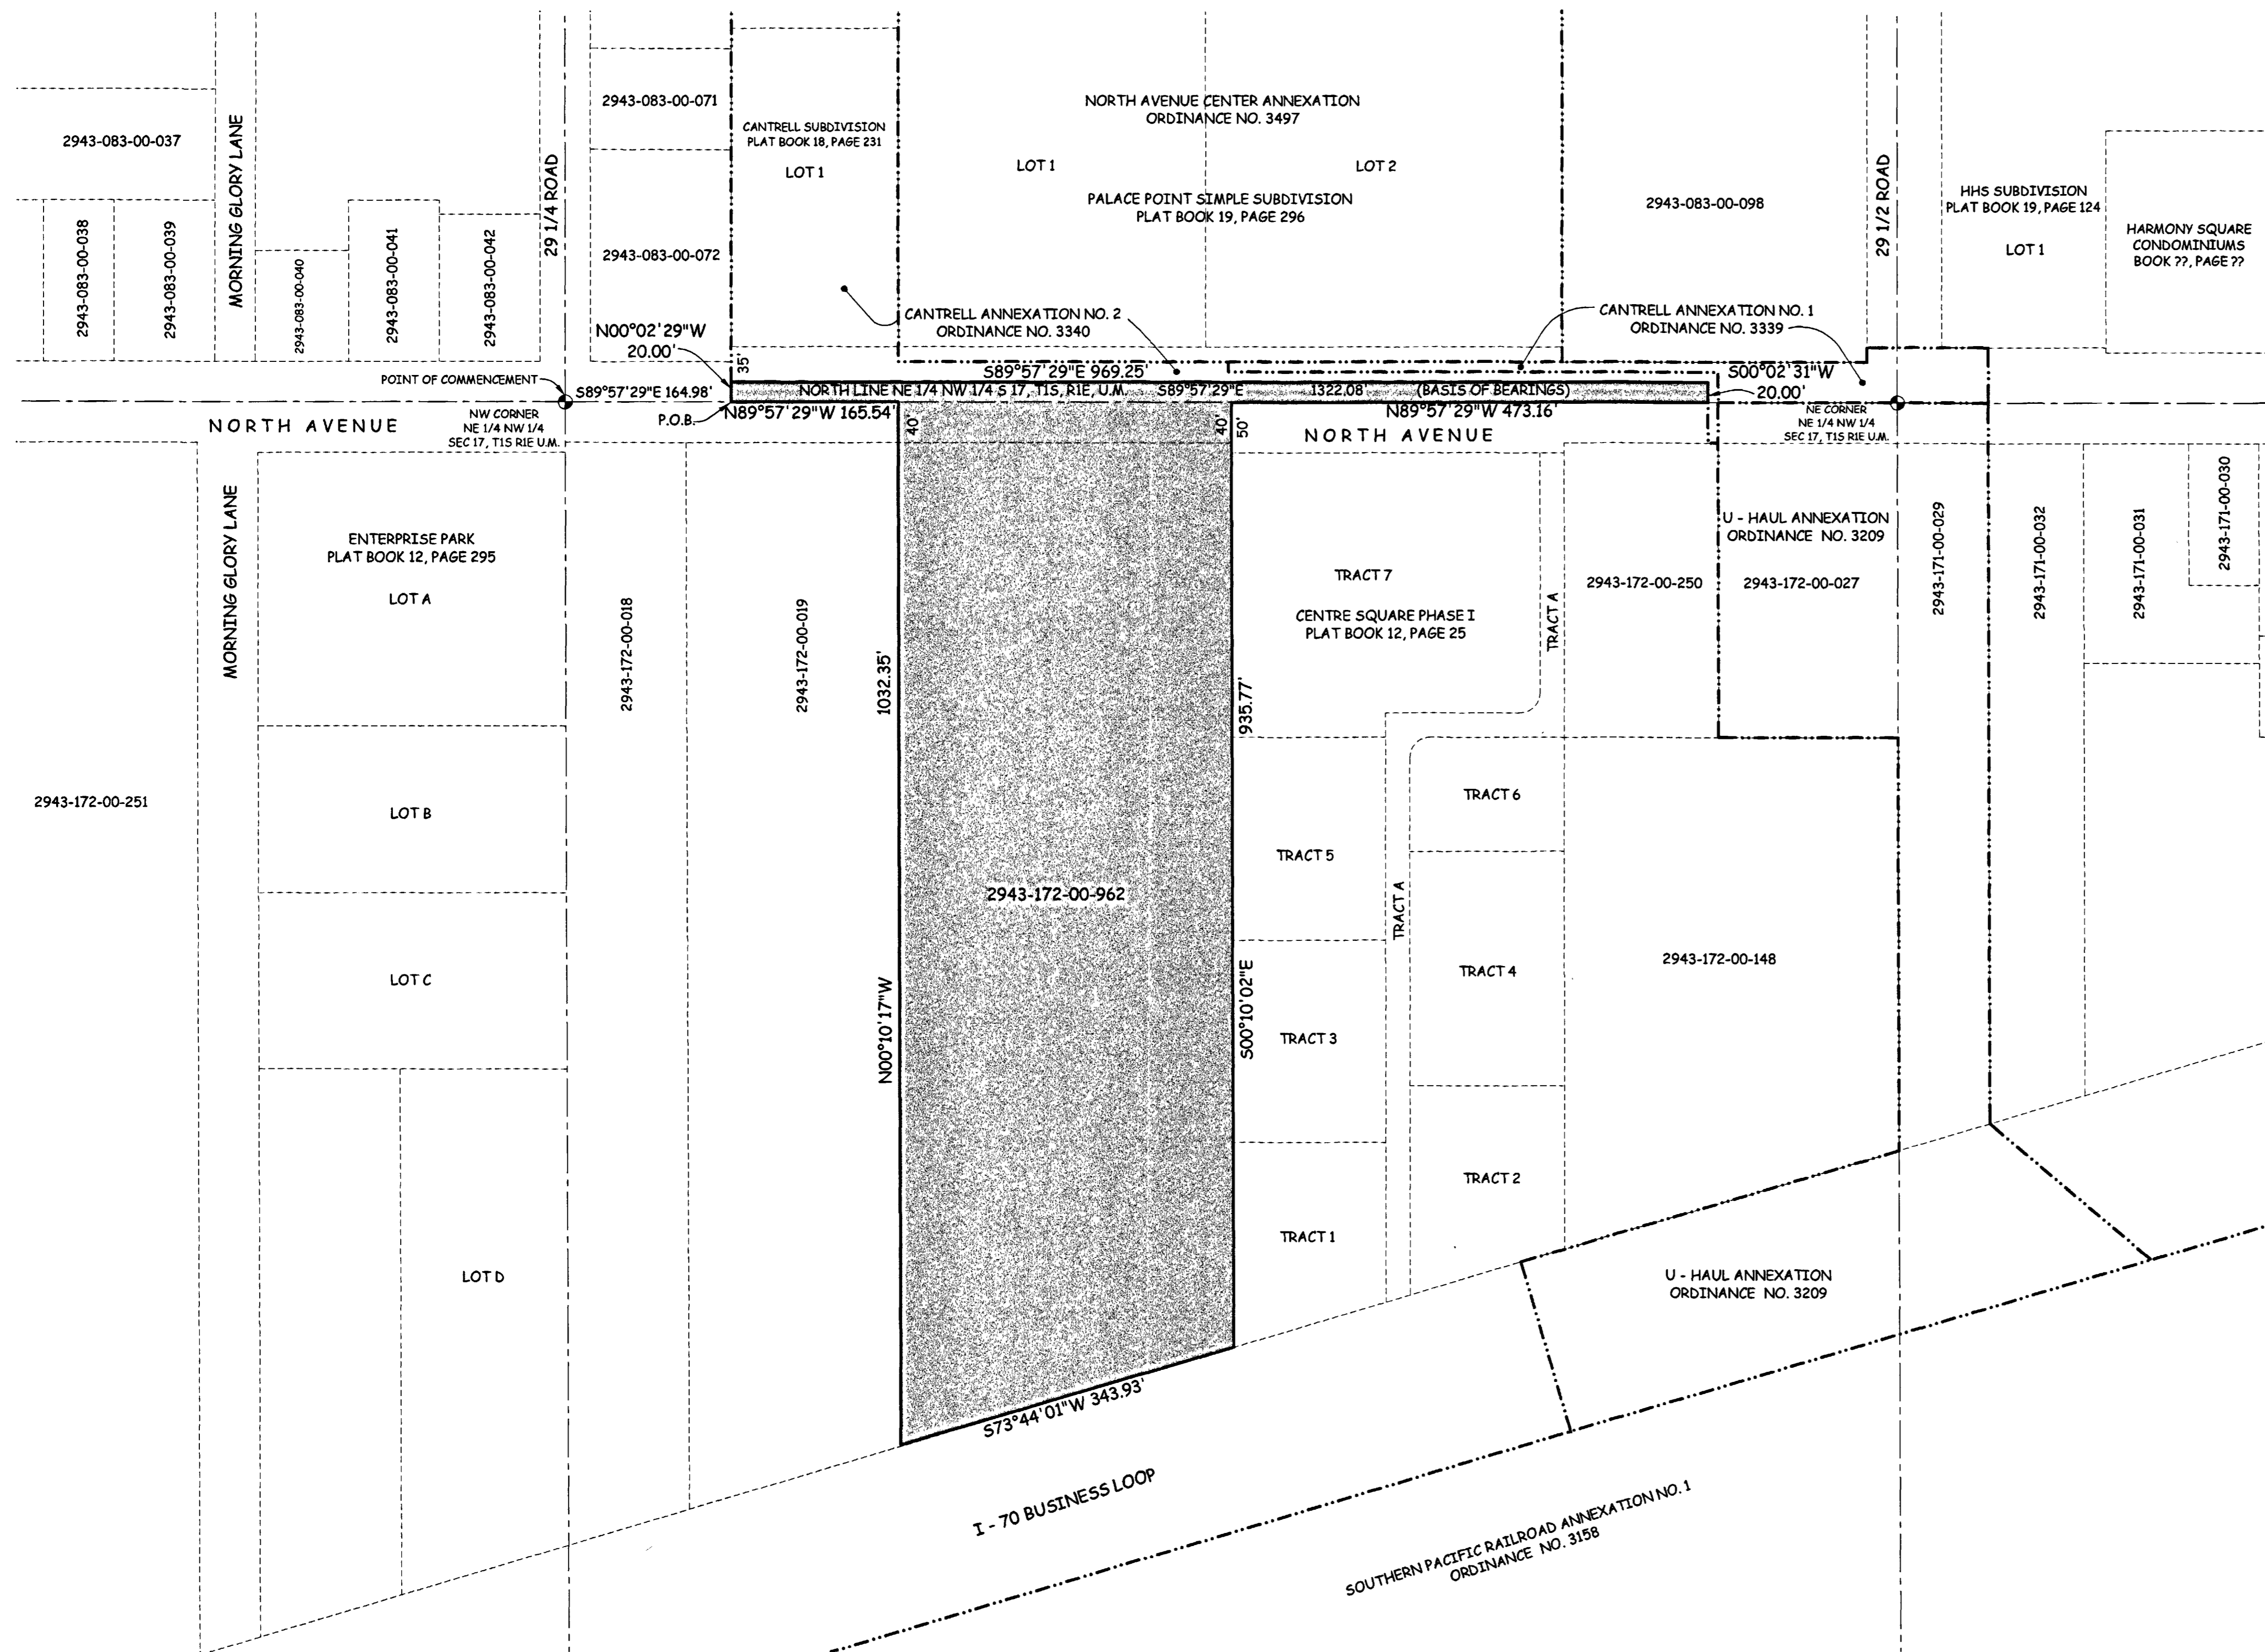 2943-083-00-037
MORNING GLORY LANE
2943-083-00-038
2943-083-00-039
2943-083-00-040
2943-083-00-041
2943-083-00-042
29 1/4 ROAD
2943-083-00-071
2943-083-00-072
CANTRELL SUBDIVISION
PLAT BOOK 18, PAGE 231
LOT 1
NORTH AVENUE CENTER ANNEXATION
ORDINANCE NO. 3497
LOT 1
LOT 2
PALACE POINT SIMPLE SUBDIVISION
PLAT BOOK 19, PAGE 296
2943-083-00-098
29 1/2 ROAD
HHS SUBDIVISION
PLAT BOOK 19, PAGE 124
LOT 1
HARMONY SQUARE
CONDOMINIUMS
BOOK ??, PAGE ??
CANTRELL ANNEXATION NO. 2
ORDINANCE NO. 3340
CANTRELL ANNEXATION NO. 1
ORDINANCE NO. 3339
N00°02'29"W
20.00'
35'
POINT OF COMMENCEMENT
S89°57'29"E 164.98'
P.O.B.
S89°57'29"E 969.25'
NORTH LINE NE 1/4 NW 1/4 S 17, T1S, R1E, U.M.
S89°57'29"E
1322.08'
(BASIS OF BEARINGS)
S00°02'31"W
20.00'
N89°57'29"W 165.54'
N89°57'29"W 473.16'
NORTH AVENUE
NW CORNER
NE 1/4 NW 1/4
SEC 17, T1S R1E U.M.
40'
40'
50'
NORTH AVENUE
NE CORNER
NE 1/4 NW 1/4
SEC 17, T1S R1E U.M.
MORNING GLORY LANE
ENTERPRISE PARK
PLAT BOOK 12, PAGE 295
LOT A
2943-172-00-018
2943-172-00-019
1032.35'
935.77'
TRACT 7
CENTRE SQUARE PHASE I
PLAT BOOK 12, PAGE 25
TRACT A
2943-172-00-250
U - HAUL ANNEXATION
ORDINANCE NO. 3209
2943-172-00-027
2943-171-00-029
2943-171-00-032
2943-171-00-031
2943-171-00-030
2943-172-00-251
LOT B
LOT C
LOT D
2943-172-00-962
N00°10'17"W
S00°10'02"E
TRACT 6
TRACT 5
TRACT A
TRACT 4
TRACT 3
TRACT 2
TRACT 1
2943-172-00-148
U - HAUL ANNEXATION
ORDINANCE NO. 3209
S73°44'01"W 343.93'
I - 70 BUSINESS LOOP
SOUTHERN PACIFIC RAILROAD ANNEXATION NO. 1
ORDINANCE NO. 3158